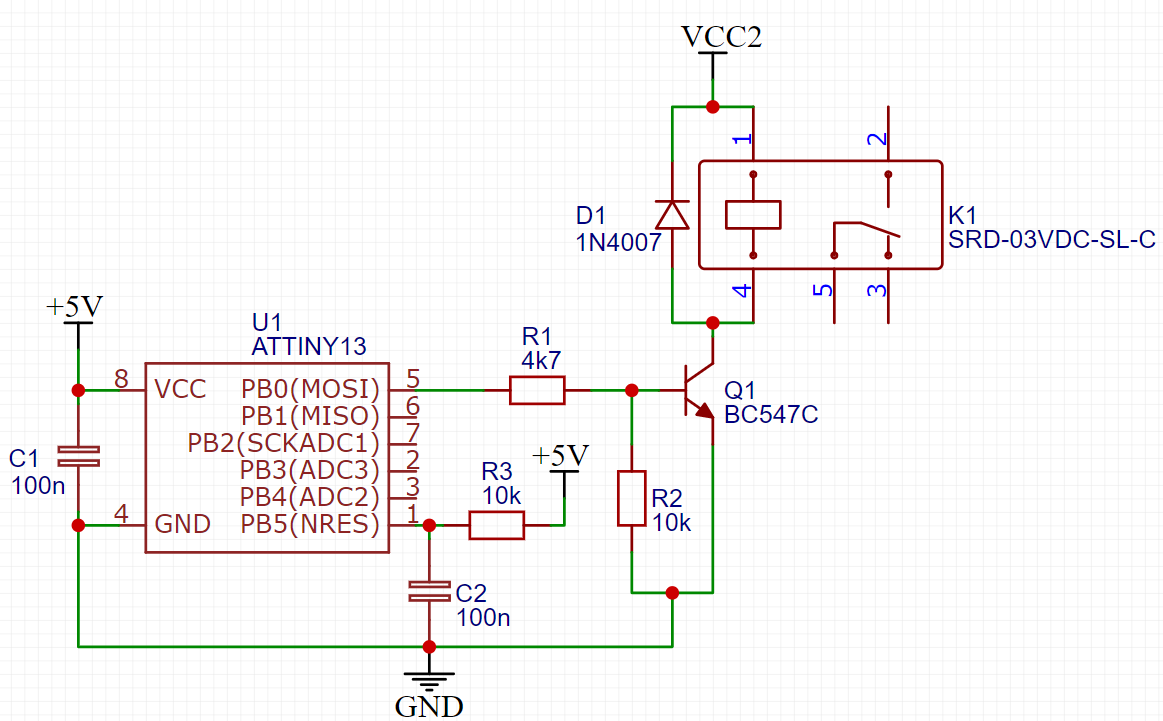 VCC2
1
2
D1
1N4007
K1
SRD-03VDC-SL-C
4
5
3
+5V
U1
ATTINY13
R1
4k7
8
VCC
PB0(MOSI)
5
PB1(MISO)
6
PB2(SCKADC1)
7
PB3(ADC3)
2
PB4(ADC2)
3
4
GND
PB5(NRES)
1
Q1
BC547C
C1
100n
+5V
R3
10k
R2
10k
C2
100n
GND